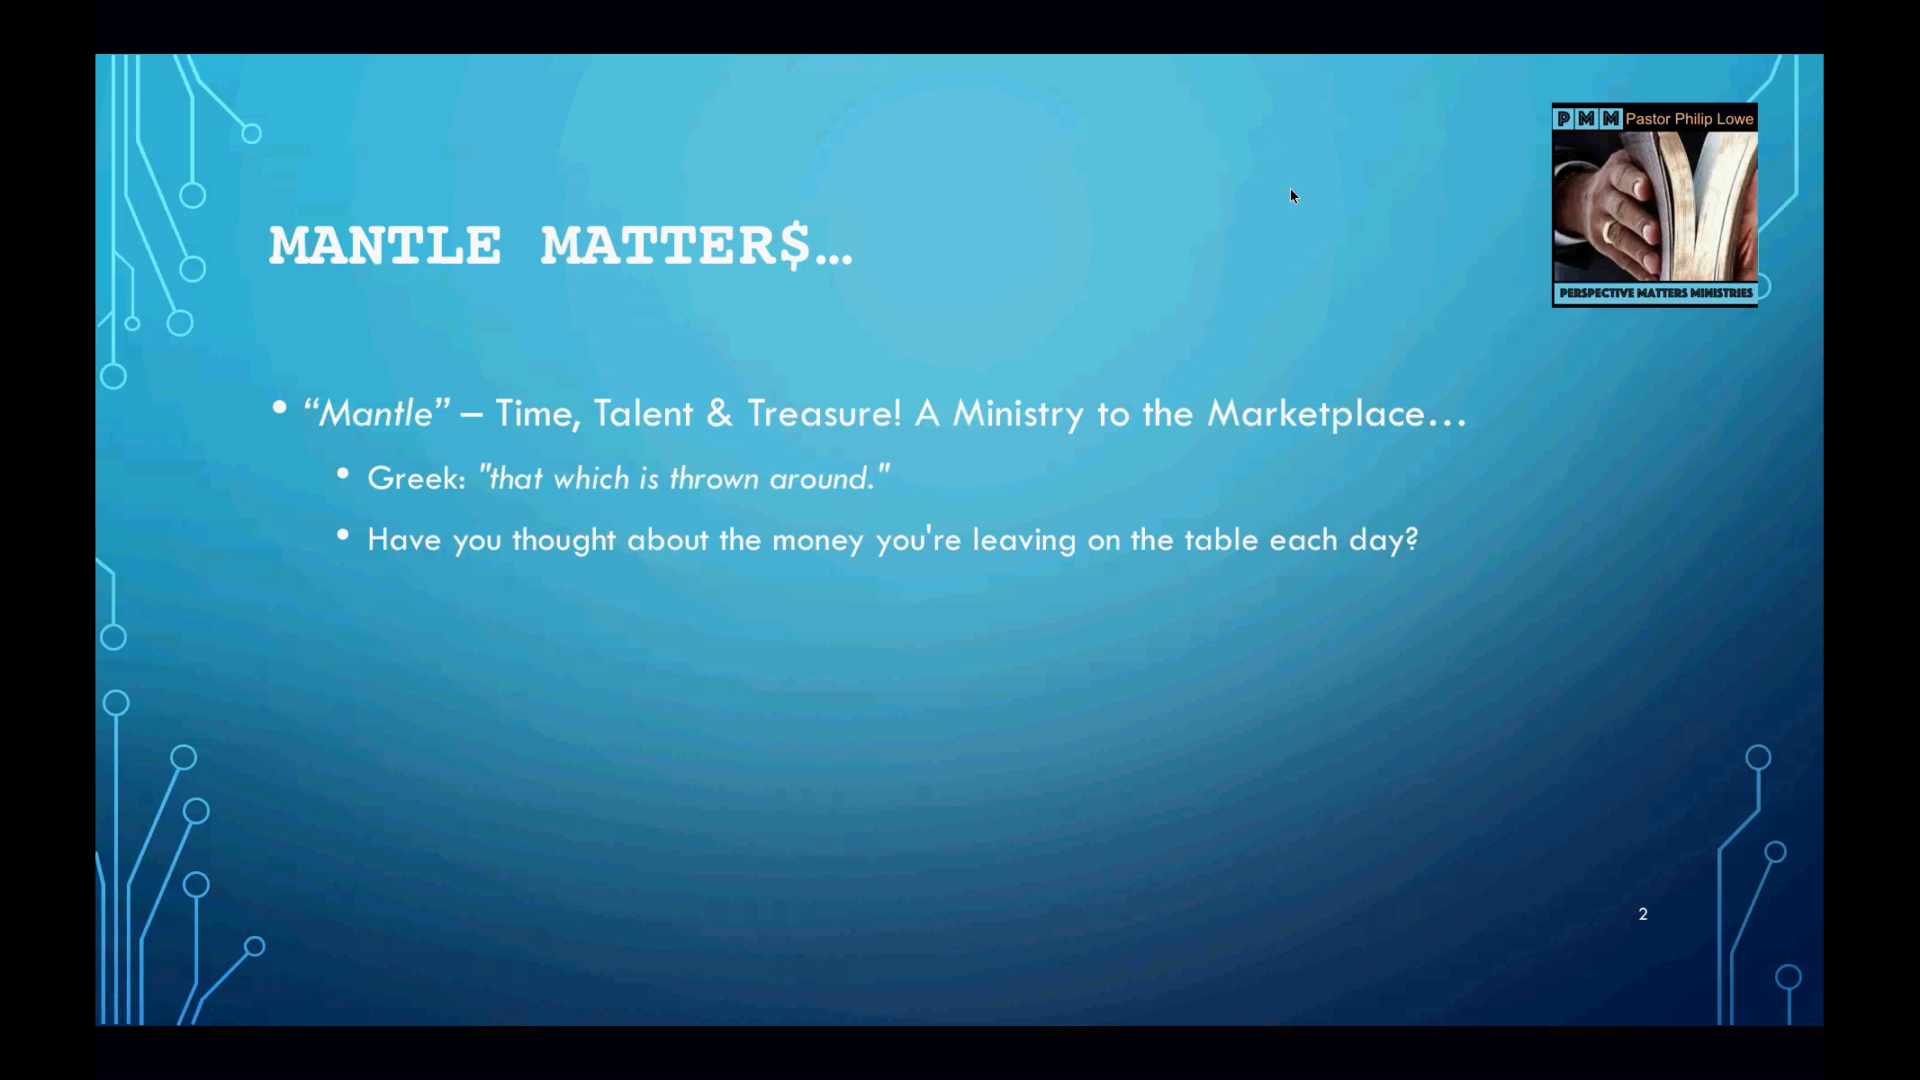 PMM Pastor Philip Lowe
PERSPECTIVE MATTERS MINISTRIES
MANTLE MATTER$...
• “Mantle” – Time, Talent & Treasure! A Ministry to the Marketplace...
• Greek: "that which is thrown around."
• Have you thought about the money you're leaving on the table each day?
2